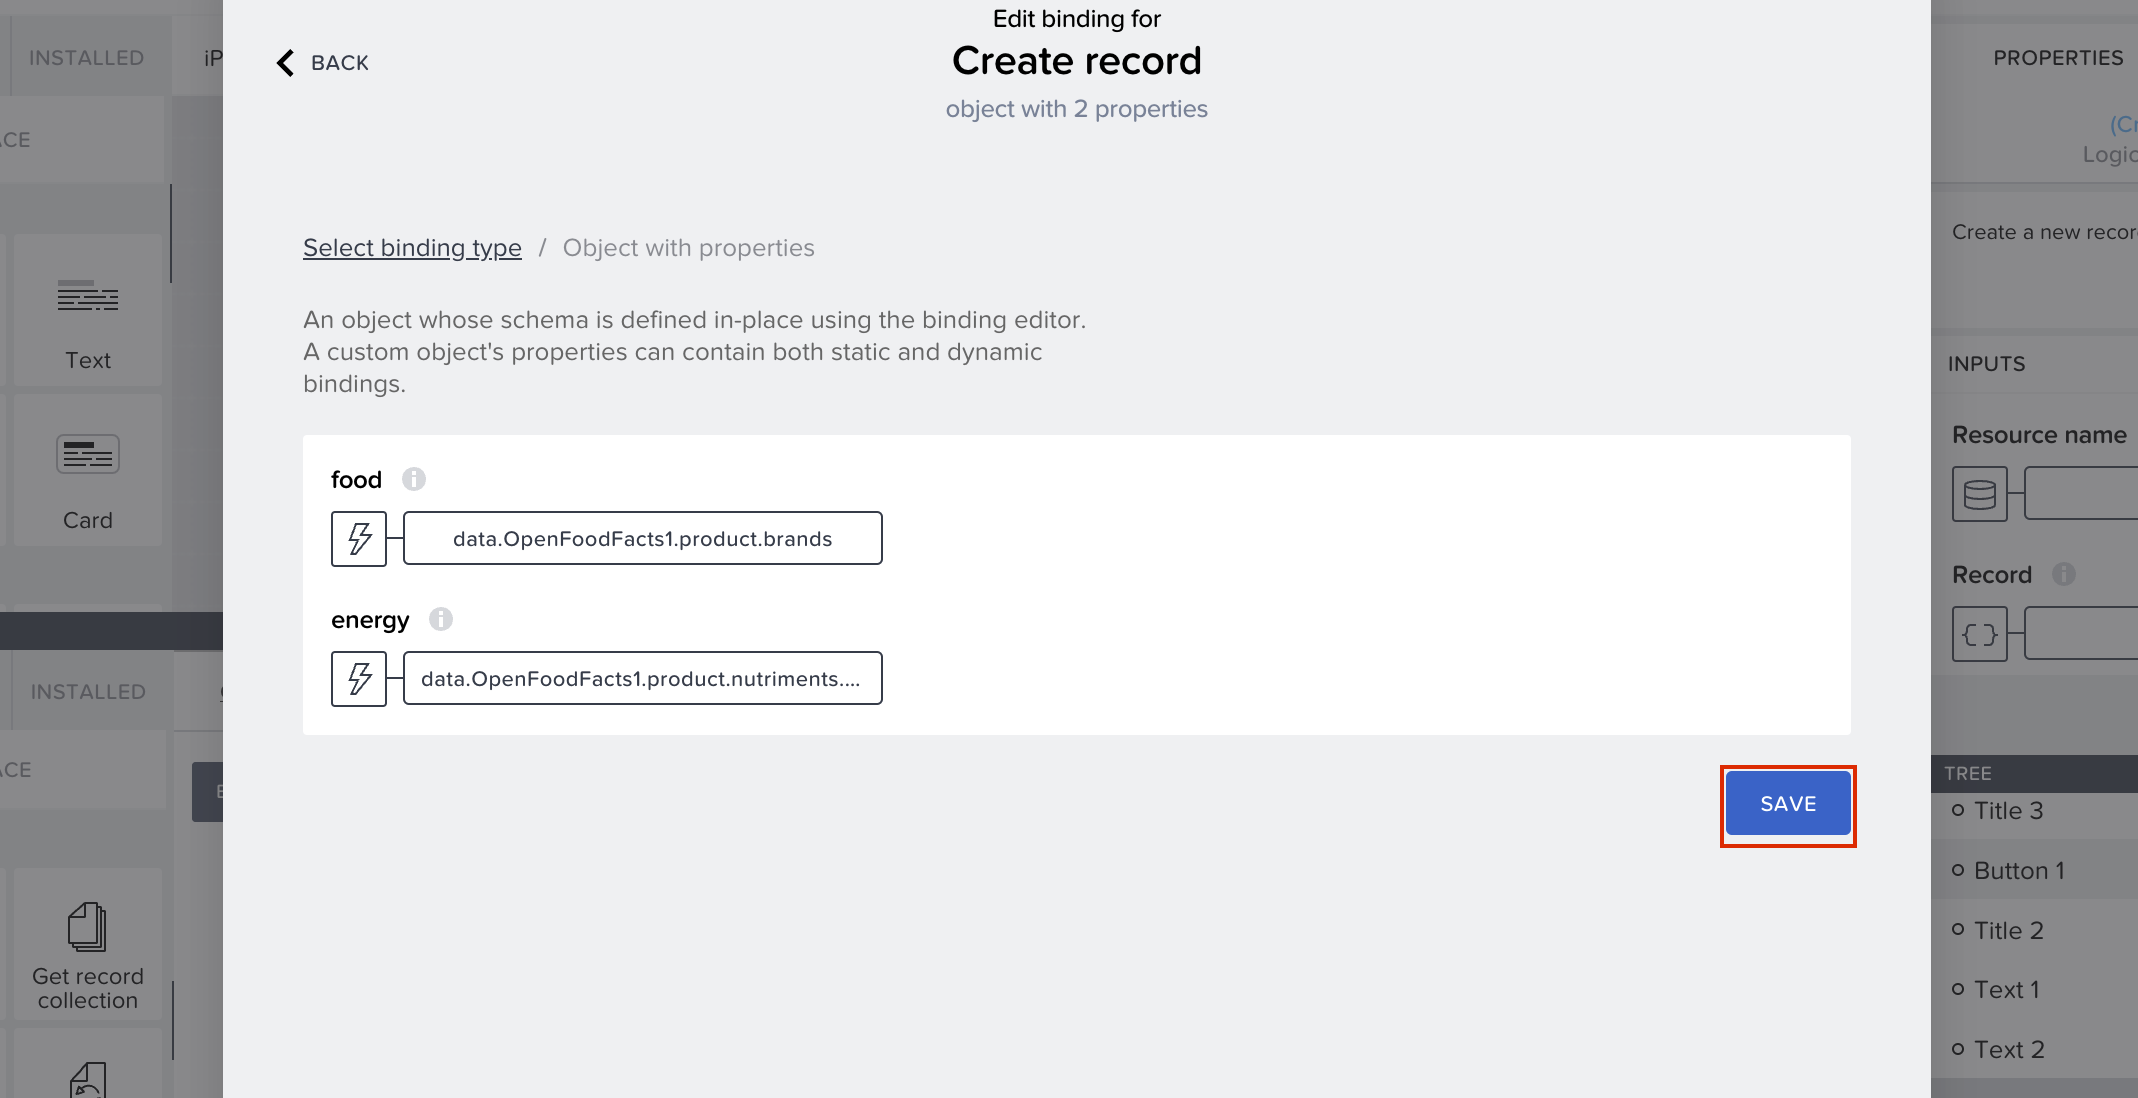 INSTALLED
iP
ACE
Text
Card
INSTALLED
ACE
Get record
collection
Edit binding for
BACK
Create record
object with 2 properties
Select binding type / Object with properties
An object whose schema is defined in-place using the binding editor.
A custom object's properties can contain both static and dynamic
bindings.
food
data.OpenFoodFacts1.product.brands
energy
data.OpenFoodFacts1.product.nutriments....
SAVE
PROPERTIES
(Cr
Logic
Create a new recor
INPUTS
Resource name
Record
TREE
Title 3
Button 1
Title 2
Text 1
Text 2